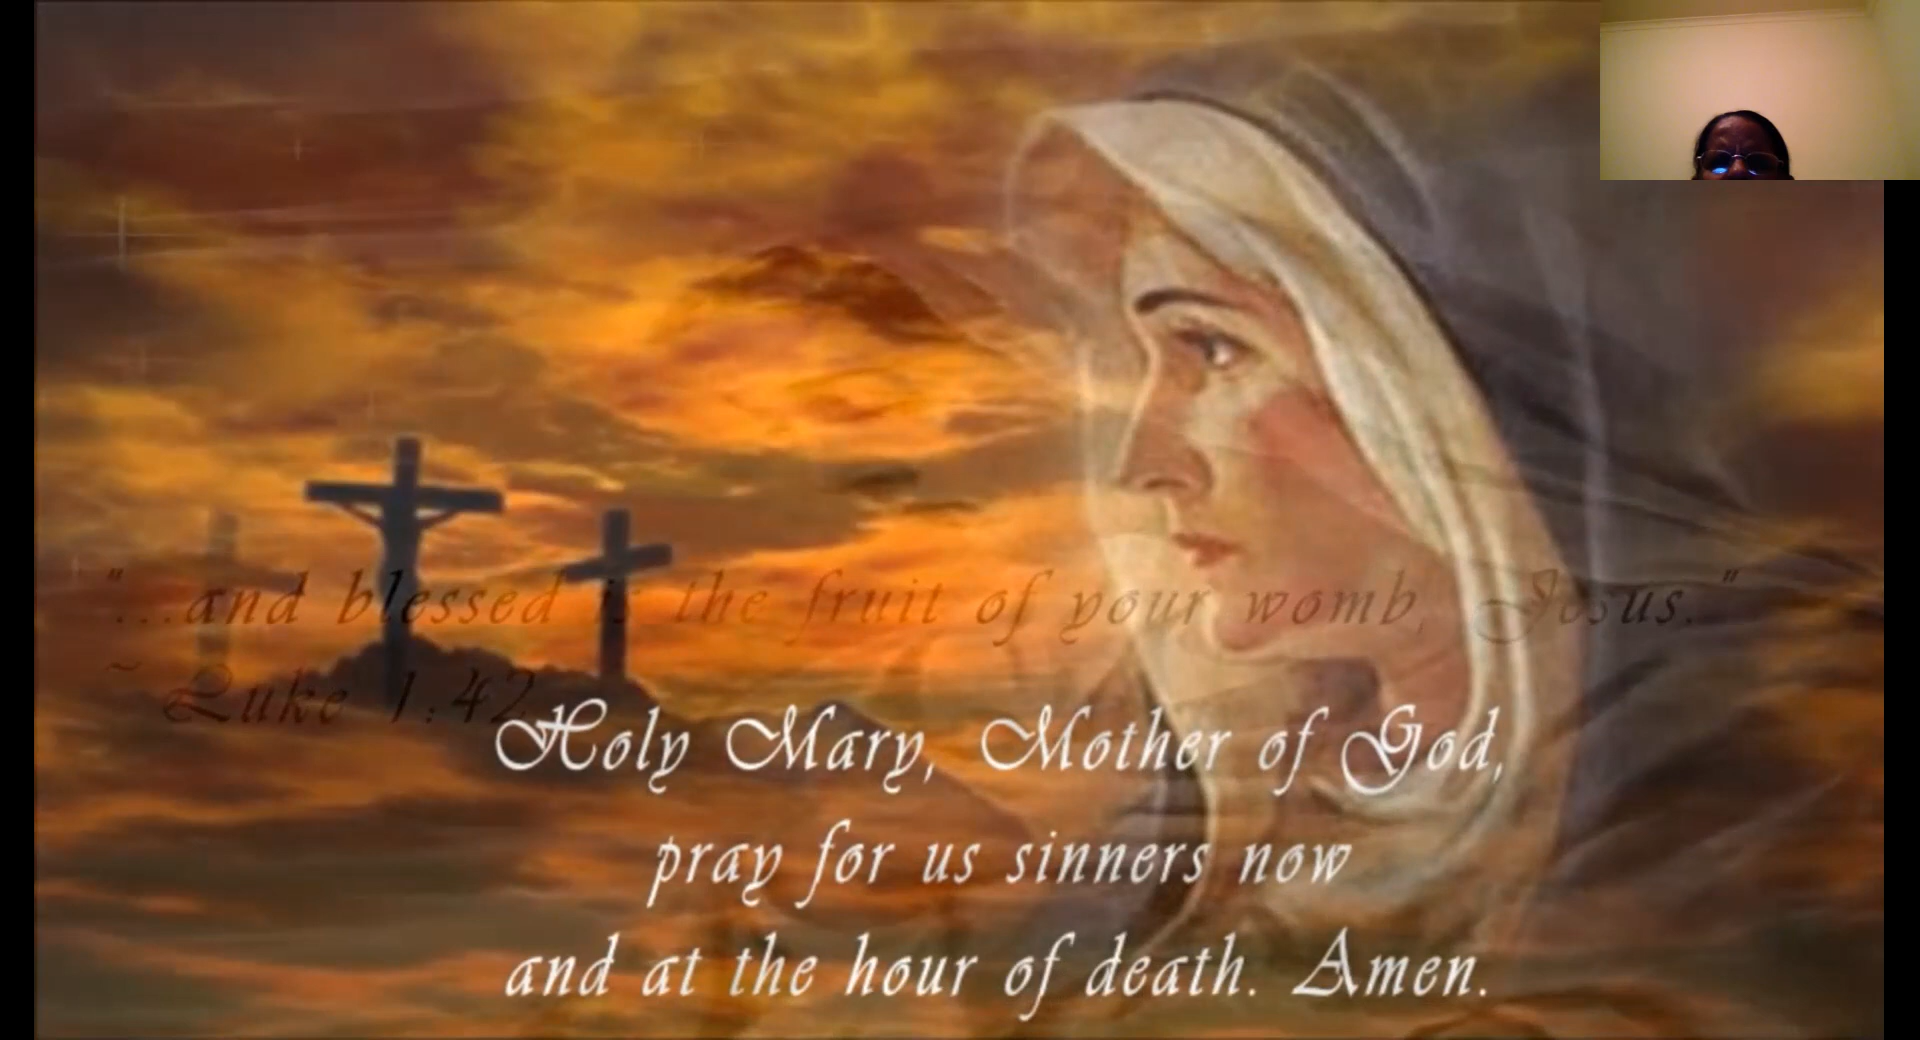 "...and blessed is the fruit of your womb, Jesus."
~ Luke 1:42
Holy Mary, Mother of God,
pray for us sinners now
and at the hour of death. Amen.